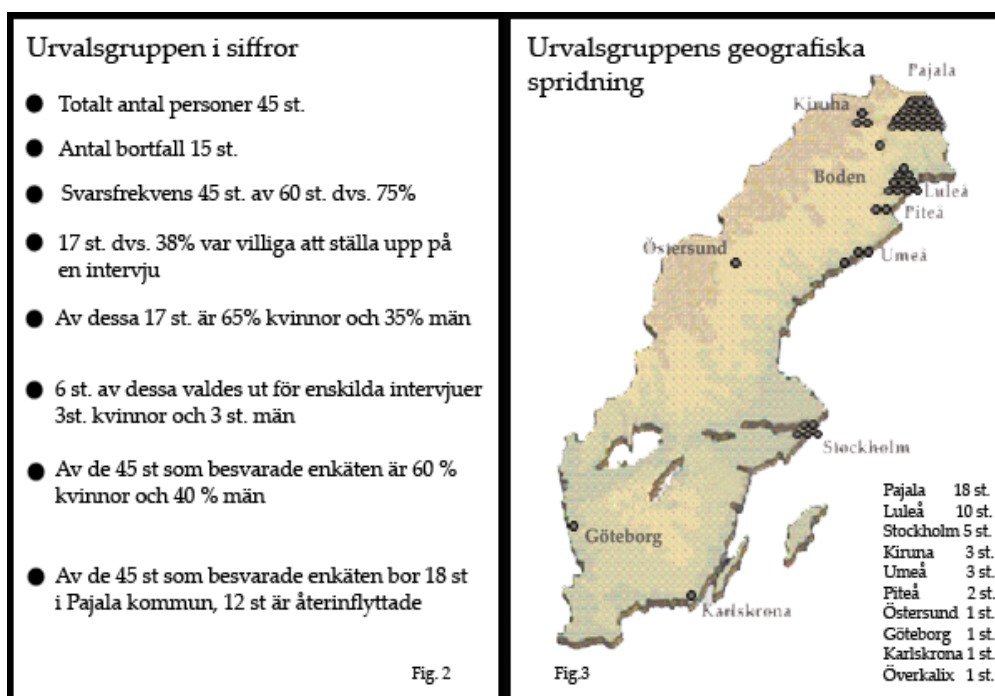 Urvalsgruppen i siffror
Totalt antal personer 45 st.
Antal bortfall 15 st.
Svarsfrekvens 45 st. av 60 st. dvs. 75%
17 st. dvs. 38% var villiga att ställa upp på
en intervju
Av dessa 17 st. är 65% kvinnor och 35% män
6 st. av dessa valdes ut för enskilda intervjuer
3st. kvinnor och 3 st. män
Av de 45 st som besvarade enkäten är 60 %
kvinnor och 40 % män
Av de 45 st som besvarade enkäten bor 18 st
i Pajala kommun, 12 st är återinflyttade
Fig. 2
Urvalsgruppens geografiska
spridning
Pajala
Kiruna
Boden
Luleå
Piteå
Östersund
Umeå
Stockholm
Göteborg
Karlskrona
Pajala 18 st.
Luleå 10 st.
Stockholm 5 st.
Kiruna 3 st.
Umeå 3 st.
Piteå 2 st.
Östersund 1 st.
Göteborg 1 st.
Karlskrona 1 st.
Överkalix 1 st.
Fig.3